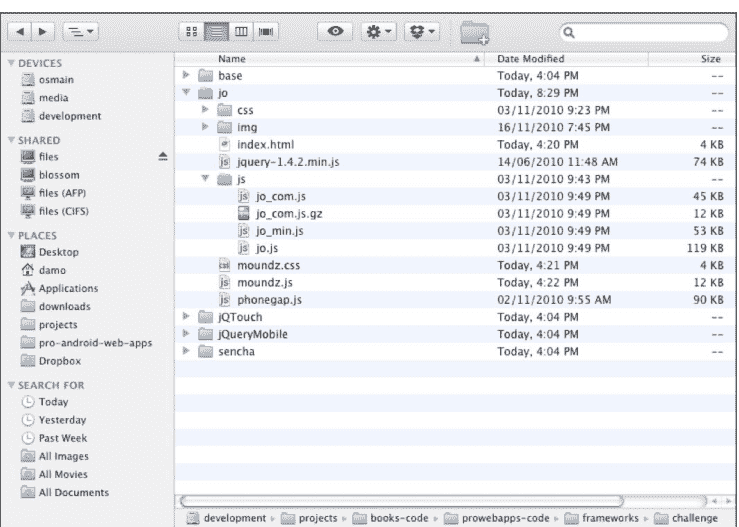 DEVICES
osmain
media
development
SHARED
files
blossom
files (AFP)
files (CIFS)
PLACES
Desktop
damo
Applications
downloads
projects
pro-android-web-apps
Dropbox
SEARCH FOR
Today
Yesterday
Past Week
All Images
All Movies
All Documents
Name Date Modified Size
base Today, 4:04 PM --
jo Today, 8:29 PM --
css 03/11/2010 9:23 PM --
img 16/11/2010 7:45 PM --
index.html Today, 4:20 PM 4 KB
jquery-1.4.2.min.js 14/06/2010 11:48 AM 74 KB
js 03/11/2010 9:43 PM --
jo_com.js 03/11/2010 9:49 PM 45 KB
jo_com.js.gz 03/11/2010 9:49 PM 12 KB
jo_min.js 03/11/2010 9:49 PM 53 KB
jo.js 03/11/2010 9:49 PM 119 KB
moundz.css Today, 4:21 PM 4 KB
moundz.js Today, 4:22 PM 12 KB
phonegap.js 02/11/2010 9:55 AM 90 KB
jQTouch Today, 4:04 PM --
jQueryMobile Today, 4:04 PM --
sencha Today, 4:04 PM --
development projects books-code prowebapps-code frameworks challenge